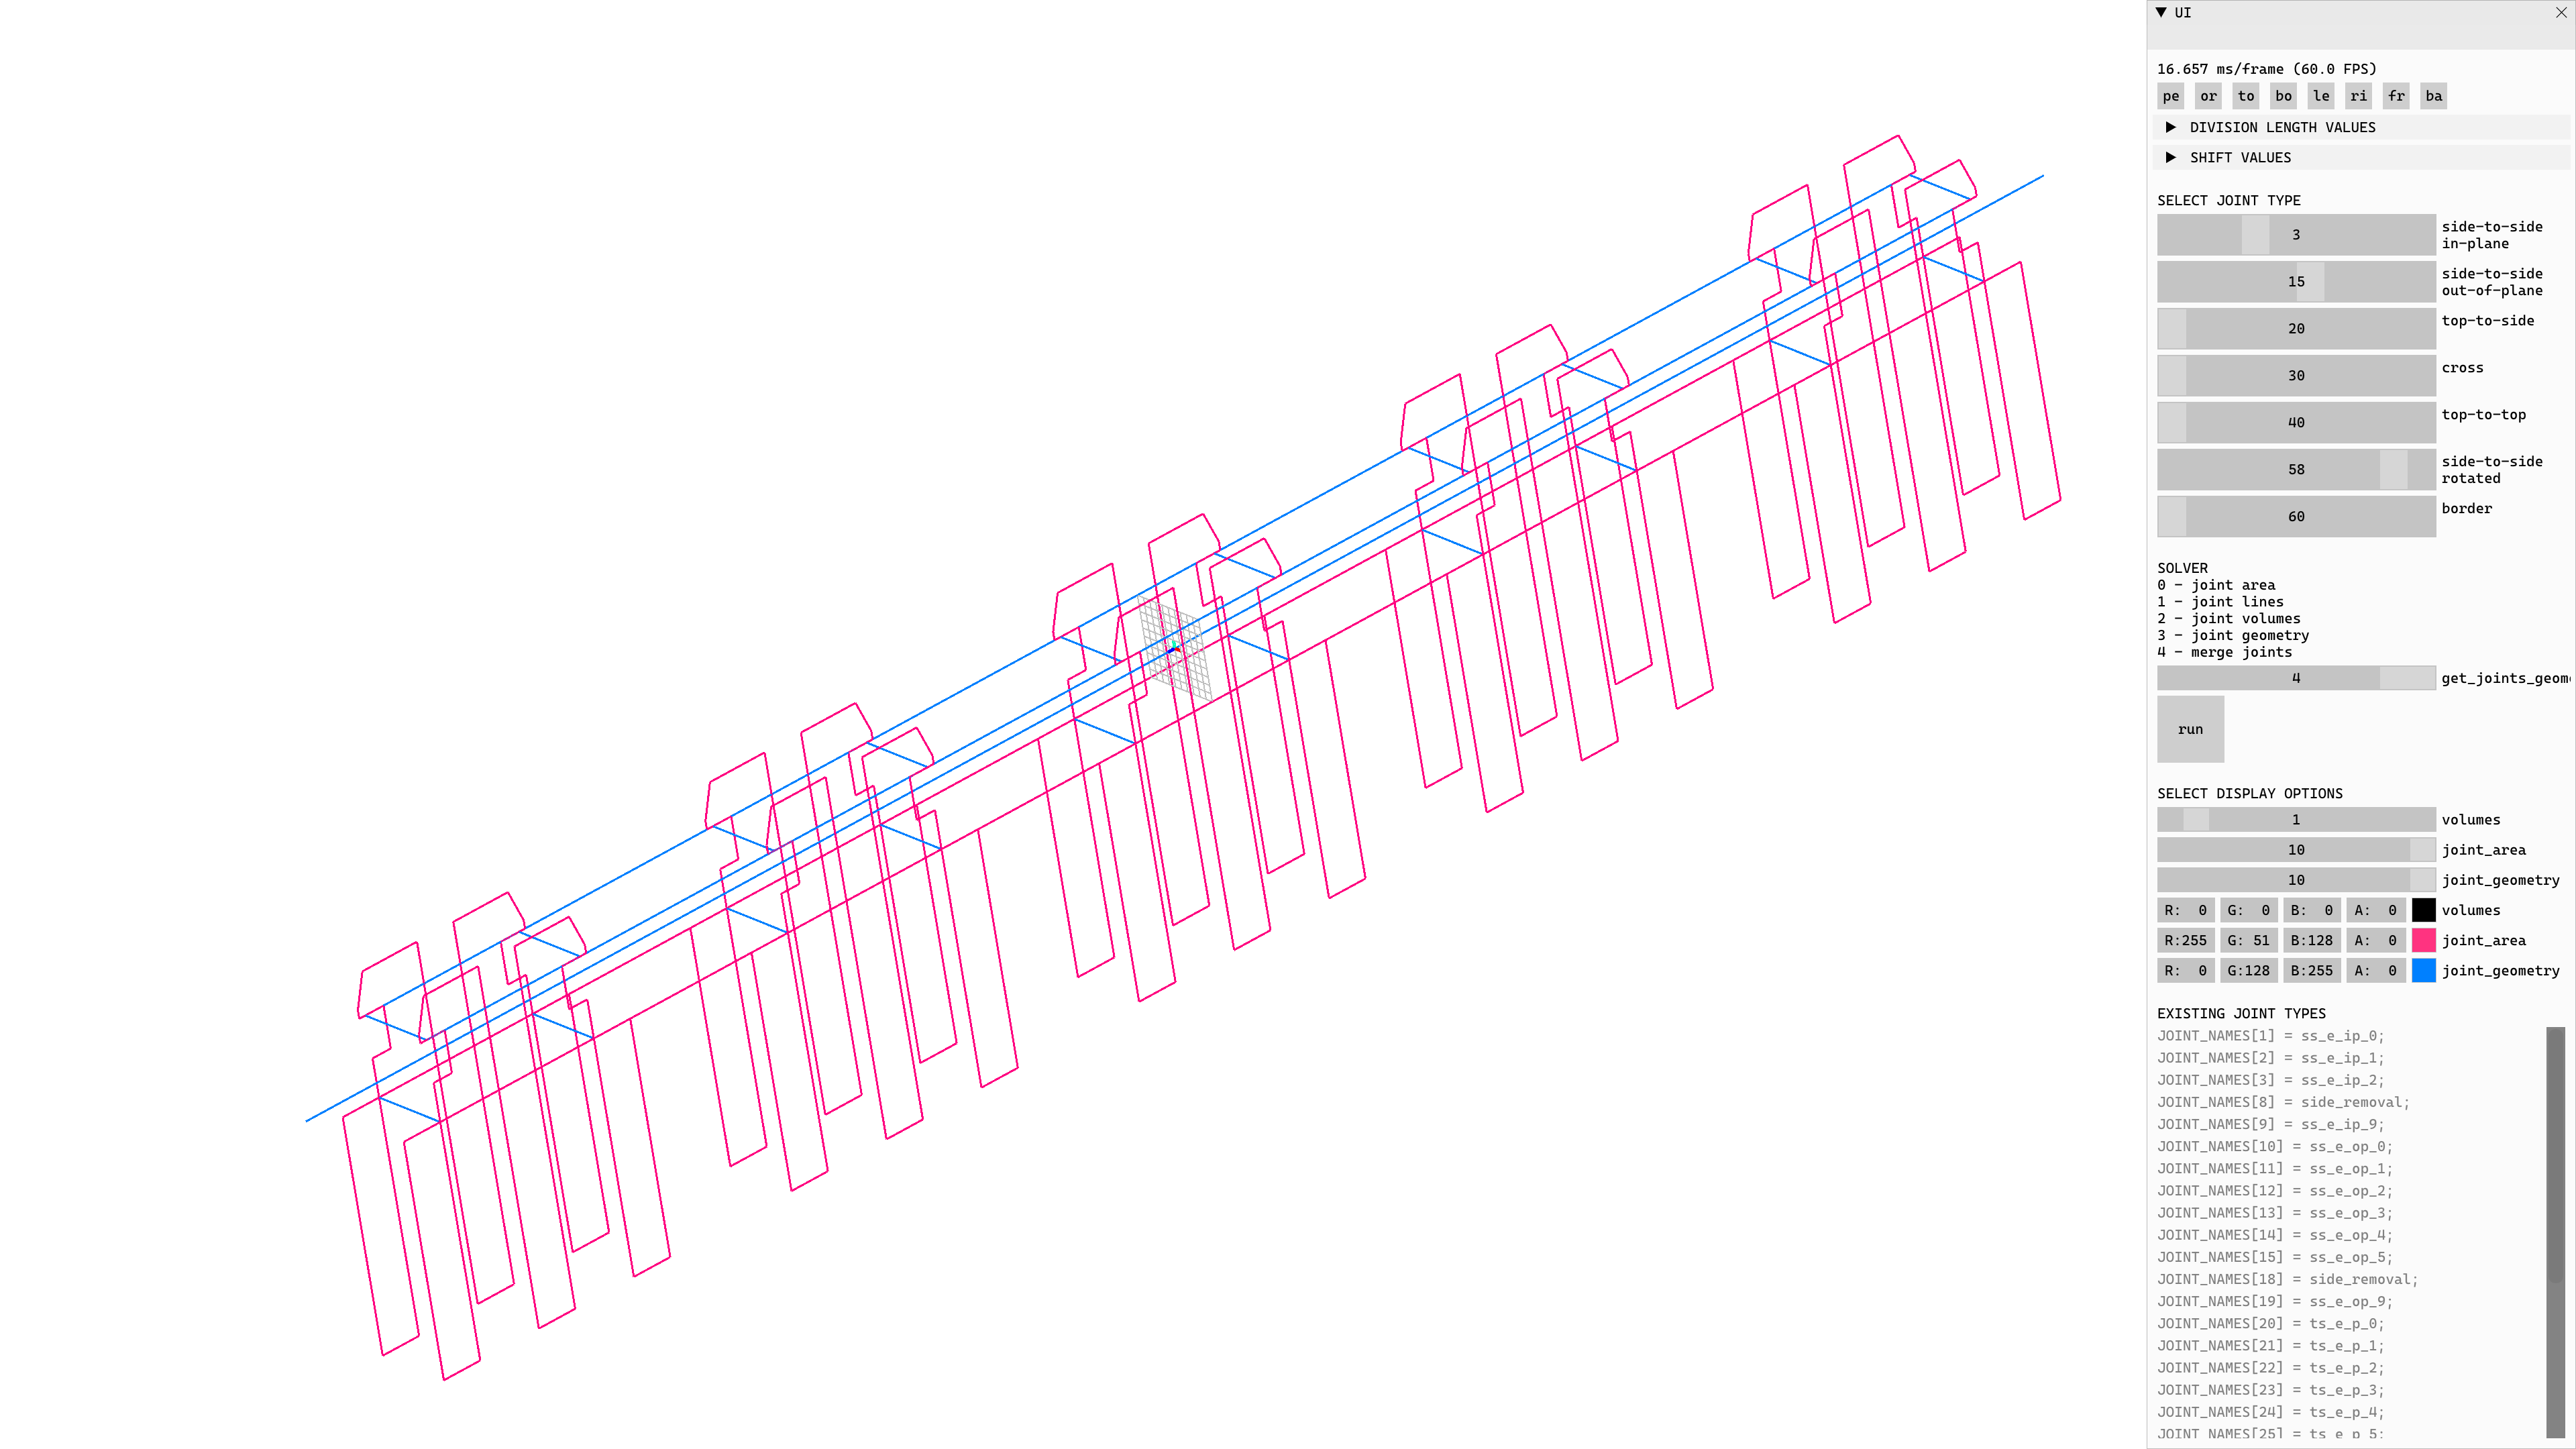 UI
16.657 ms/frame (60.0 FPS)
pe or to bo le ri fr ba
DIVISION LENGTH VALUES
SHIFT VALUES
SELECT JOINT TYPE
3 side-to-side in-plane
15 side-to-side out-of-plane
20 top-to-side
30 cross
40 top-to-top
58 side-to-side rotated
60 border
SOLVER
0 - joint area
1 - joint lines
2 - joint volumes
3 - joint geometry
4 - merge joints
4 get_joints_geom
run
SELECT DISPLAY OPTIONS
1 volumes
10 joint_area
10 joint_geometry
R: 0 G: 0 B: 0 A: 0 volumes
R:255 G: 51 B:128 A: 0 joint_area
R: 0 G:128 B:255 A: 0 joint_geometry
EXISTING JOINT TYPES
JOINT_NAMES[1] = ss_e_ip_0;
JOINT_NAMES[2] = ss_e_ip_1;
JOINT_NAMES[3] = ss_e_ip_2;
JOINT_NAMES[8] = side_removal;
JOINT_NAMES[9] = ss_e_ip_9;
JOINT_NAMES[10] = ss_e_op_0;
JOINT_NAMES[11] = ss_e_op_1;
JOINT_NAMES[12] = ss_e_op_2;
JOINT_NAMES[13] = ss_e_op_3;
JOINT_NAMES[14] = ss_e_op_4;
JOINT_NAMES[15] = ss_e_op_5;
JOINT_NAMES[18] = side_removal;
JOINT_NAMES[19] = ss_e_op_9;
JOINT_NAMES[20] = ts_e_p_0;
JOINT_NAMES[21] = ts_e_p_1;
JOINT_NAMES[22] = ts_e_p_2;
JOINT_NAMES[23] = ts_e_p_3;
JOINT_NAMES[24] = ts_e_p_4;
JOINT_NAMES[25] = ts_e_p_5;